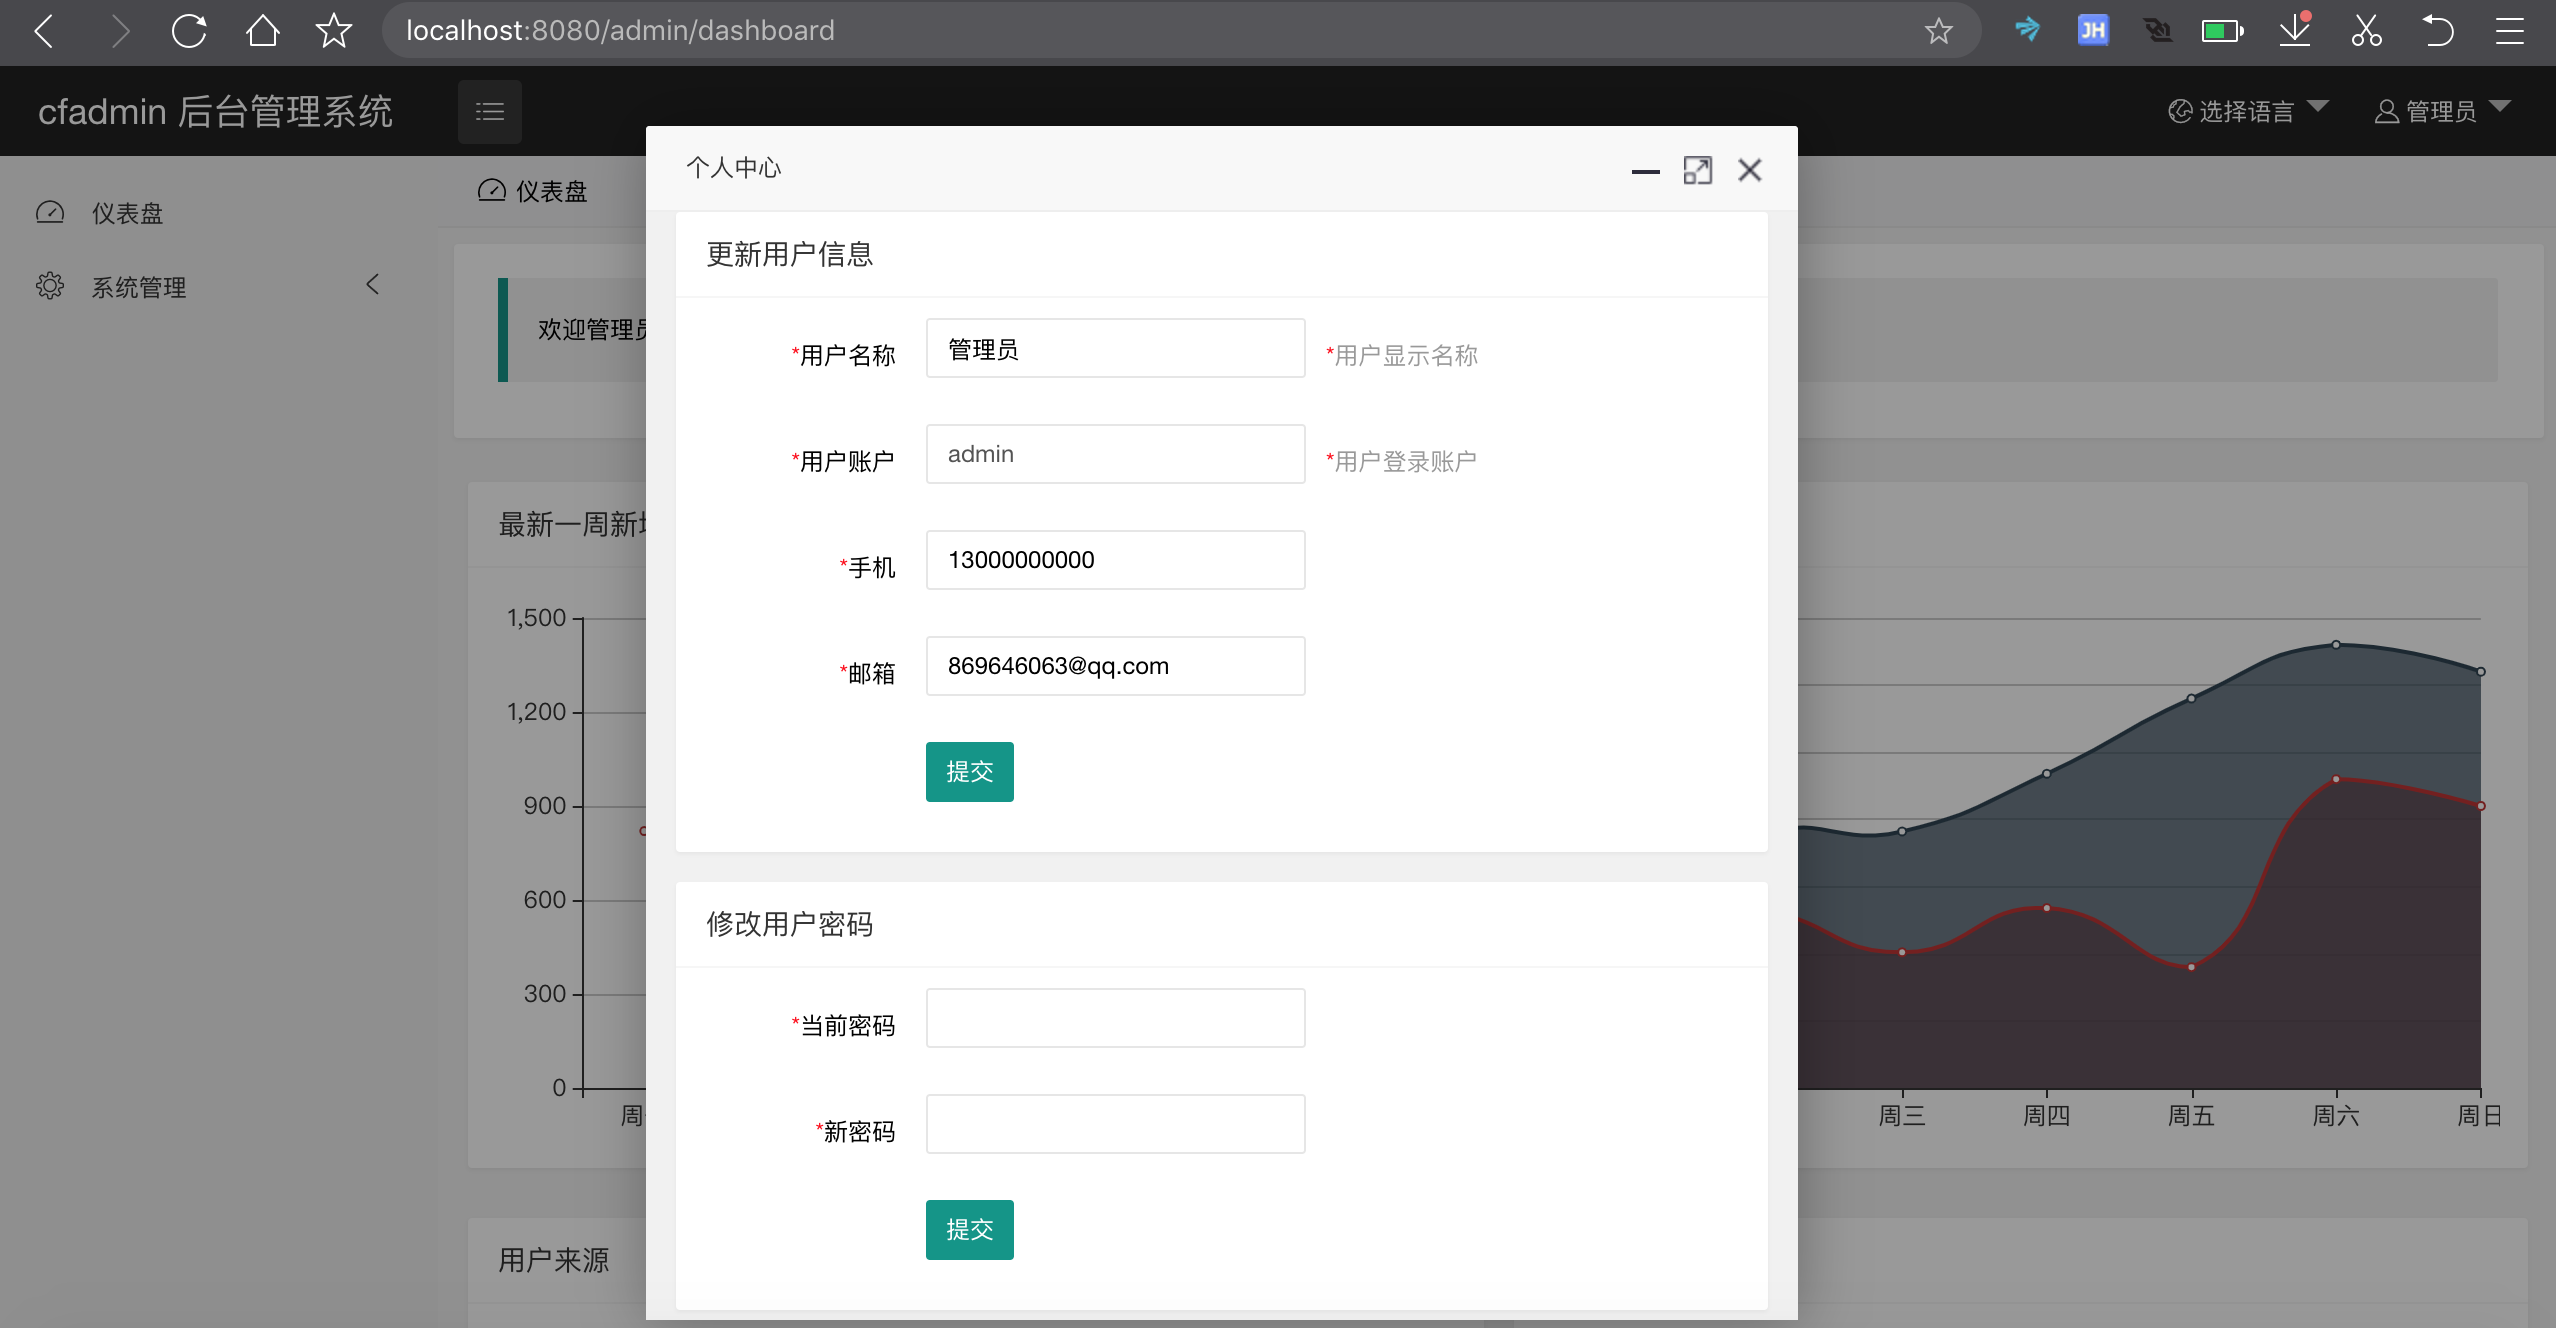 localhost:8080/admin/dashboard
JH
cfadmin 后台管理系统
选择语言
管理员
仪表盘
系统管理
仪表盘
欢迎管理员
最新一周新增
1,500
1,200
900
600
300
0
周三
周四
周五
周六
周日
用户来源
个人中心
更新用户信息
*用户名称 管理员 *用户显示名称
*用户账户 admin *用户登录账户
*手机 13000000000
*邮箱 869646063@qq.com
提交
修改用户密码
*当前密码
*新密码
提交